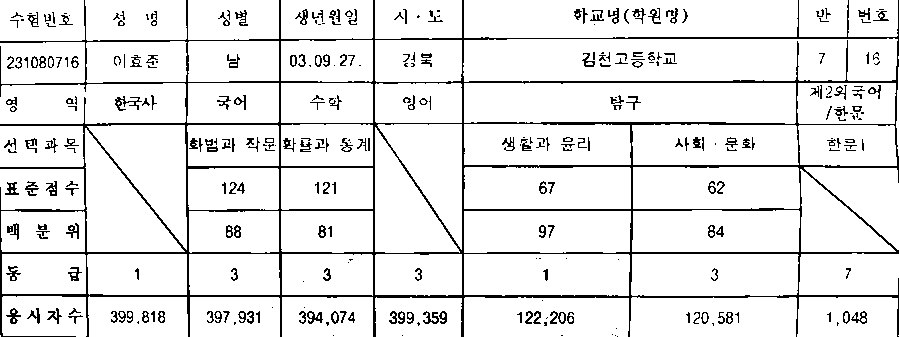 수험번호 성 명 성별 생년월일 시·도 학교명(학원명) 반 번호
231080716 이효준 남 03.09.27. 경북 김천고등학교 7 16
영 역 한국사 국어 수학 영어 탐구 제2외국어
/한문
선택과목 화법과 작문 확률과 통계 생활과 윤리 사회·문화 한문Ⅰ
표준점수 124 121 67 62
백 분 위 88 81 97 84
등 급 1 3 3 3 1 3 7
응시자수 399,818 397,931 394,074 399,359 122,206 120,581 1,048